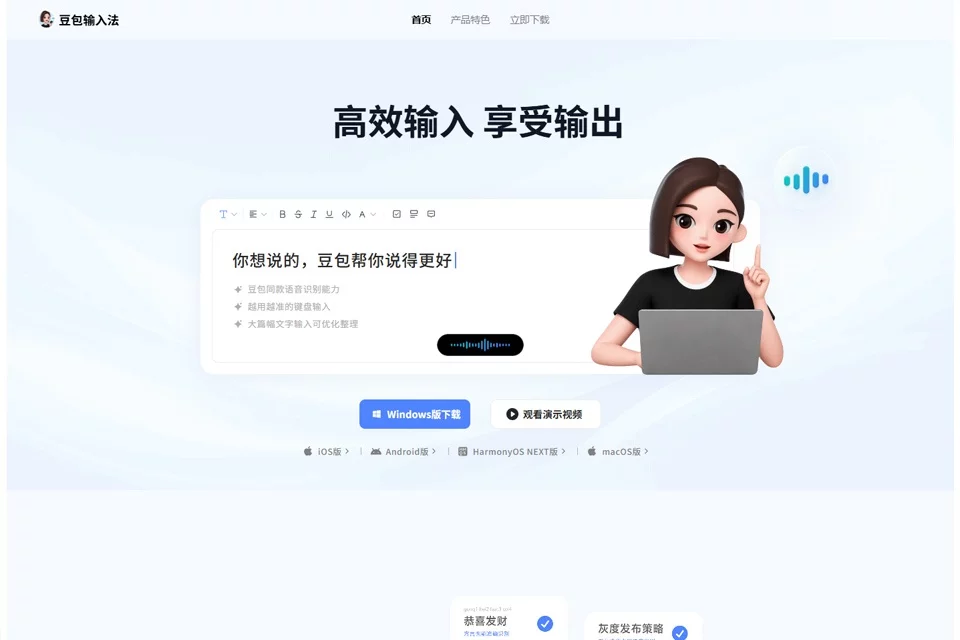 豆包输入法
首页 产品特色 立即下载
高效输入 享受输出
你想说的，豆包帮你说得更好
豆包同款语音识别能力
越用越准的键盘输入
大篇幅文字输入可优化整理
Windows版下载 观看演示视频
iOS版 Android版 HarmonyOS NEXT版 macOS版
恭喜发财
灰度发布策略